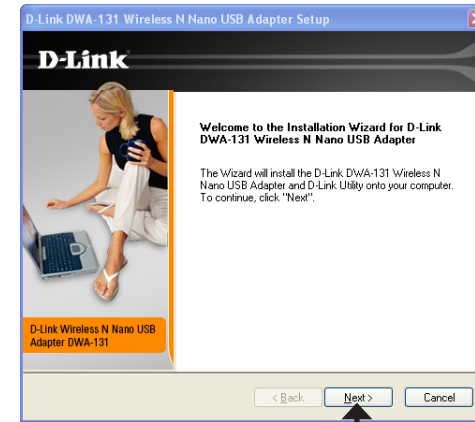 D-Link DWA-131 Wireless N Nano USB Adapter Setup
D-Link
Welcome to the Installation Wizard for D-Link
DWA-131 Wireless N Nano USB Adapter
The Wizard will install the D-Link DWA-131 Wireless N
Nano USB Adapter and D-Link Utility onto your computer.
To continue, click "Next".
D-Link Wireless N Nano USB
Adapter DWA-131
< Back
Next >
Cancel